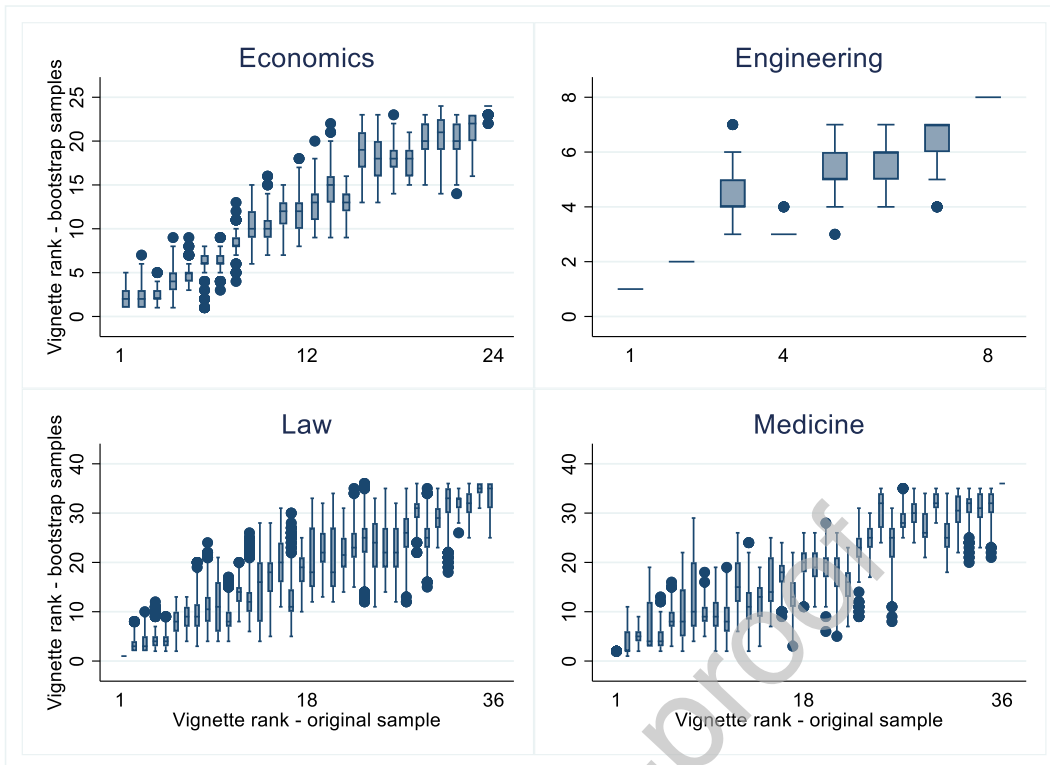 Economics
Vignette rank - bootstrap samples
25
20
15
10
5
0
1 12 24
Engineering
8
6
4
2
0
1 4 8
Law
Vignette rank - bootstrap samples
40
30
20
10
0
1 18 36
Vignette rank - original sample
Medicine
40
30
20
10
0
1 18 36
Vignette rank - original sample
proof